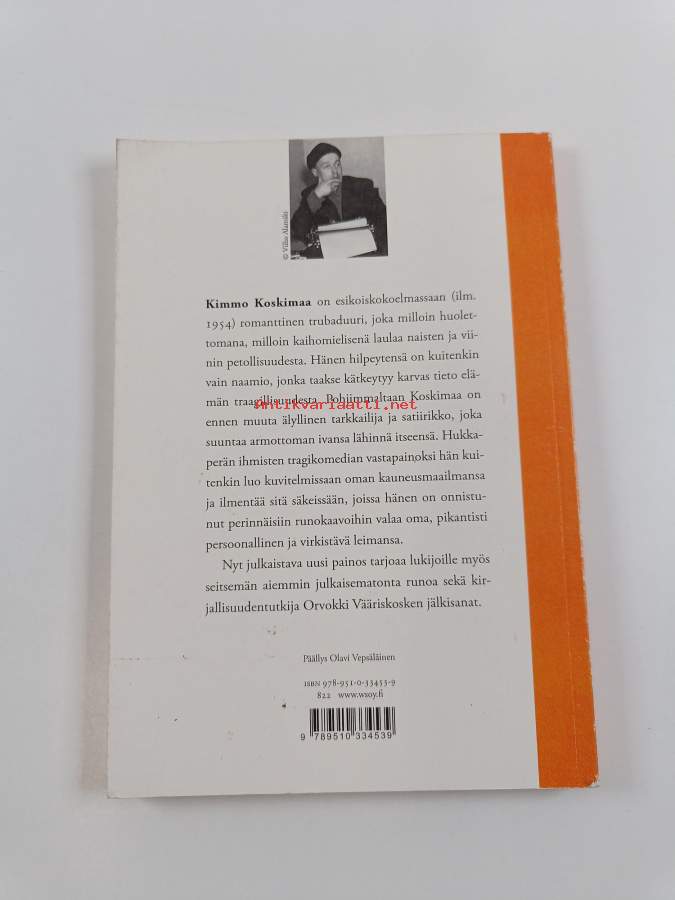 © Vilho Alamäki
Kimmo Koskimaa on esikoiskokoelmassaan (ilm.
1954) romanttinen trubaduuri, joka milloin huolet-
tomana, milloin kaihomielisenä laulaa naisten ja vii-
nin petollisuudesta. Hänen hilpeytensä on kuitenkin
vain naamio, jonka taakse kätkeytyy karvas tieto elä-
män traagillisuudesta. Pohjimmaltaan Koskimaa on
antikvariaatti.net
ennen muuta älyllinen tarkkailija ja satiirikko, joka
suuntaa armottoman ivansa lähinnä itseensä. Hukka-
perän ihmisten tragikomedian vastapainoksi hän kui-
tenkin luo kuvitelmissaan oman kauneusmaailmansa
ja ilmentää sitä säkeissään, joissa hänen on onnistu-
nut perinnäisiin runokaavoihin valaa oma, pikantisti
persoonallinen ja virkistävä leimansa.
Nyt julkaistava uusi painos tarjoaa lukijoille myös
seitsemän aiemmin julkaisematonta runoa sekä kir-
jallisuudentutkija Orvokki Vääriskosken jälkisanat.
Päällys Olavi Vepsäläinen
ISBN 978-951-0-33453-9
822 www.wsoy.fi
9 789510 334539